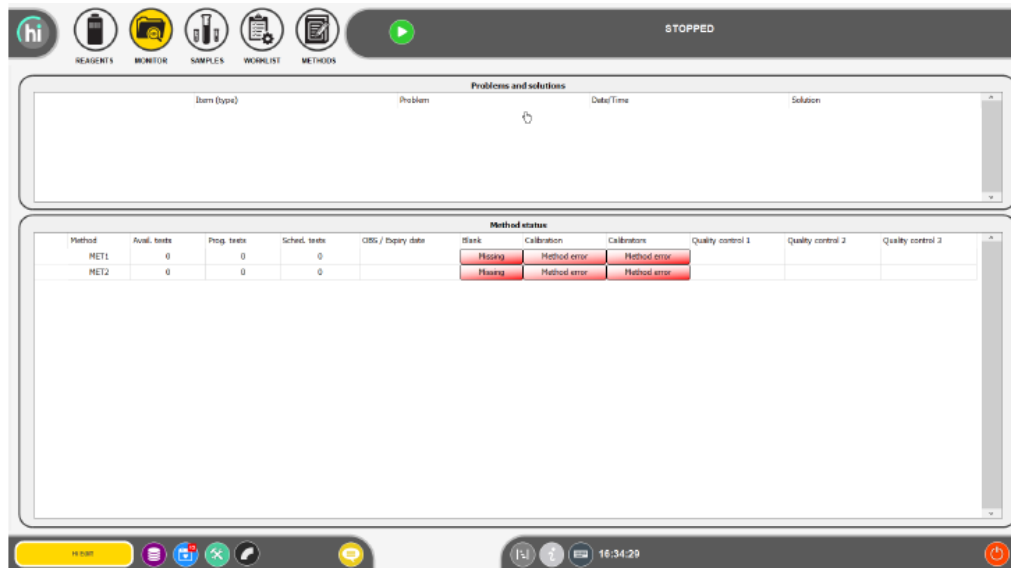 hi
STOPPED
REAGENTS MONITOR SAMPLES WORKLIST METHODS
Problems and solutions
Item (type) Problem Date/Time Solution
Method status
Method Avail. tests Prog. tests Sched. tests OBS / Expiry date Blank Calibration Calibrators Quality control 1 Quality control 2 Quality control 3
MET1 0 0 0 Missing Method error Method error
MET2 0 0 0 Missing Method error Method error
16:34:29